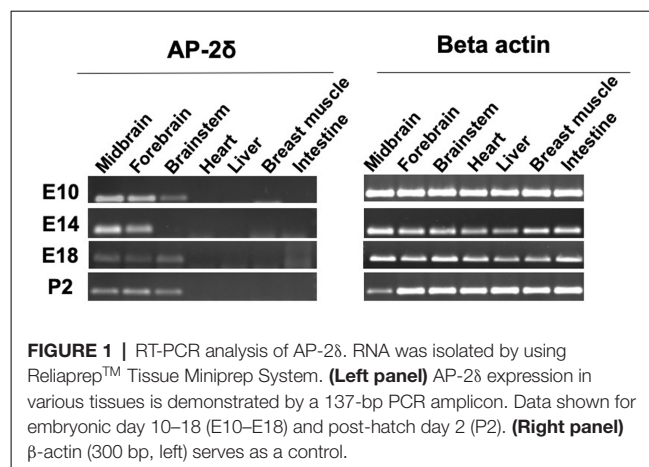 AP-2δ
Beta actin
Midbrain
Forebrain
Brainstem
Heart
Liver
Breast muscle
Intestine
Midbrain
Forebrain
Brainstem
Heart
Liver
Breast muscle
Intestine
E10
E14
E18
P2
FIGURE 1 | RT-PCR analysis of AP-2δ. RNA was isolated by using
Reliaprep™ Tissue Miniprep System. (Left panel) AP-2δ expression in
various tissues is demonstrated by a 137-bp PCR amplicon. Data shown for
embryonic day 10–18 (E10–E18) and post-hatch day 2 (P2). (Right panel)
β-actin (300 bp, left) serves as a control.